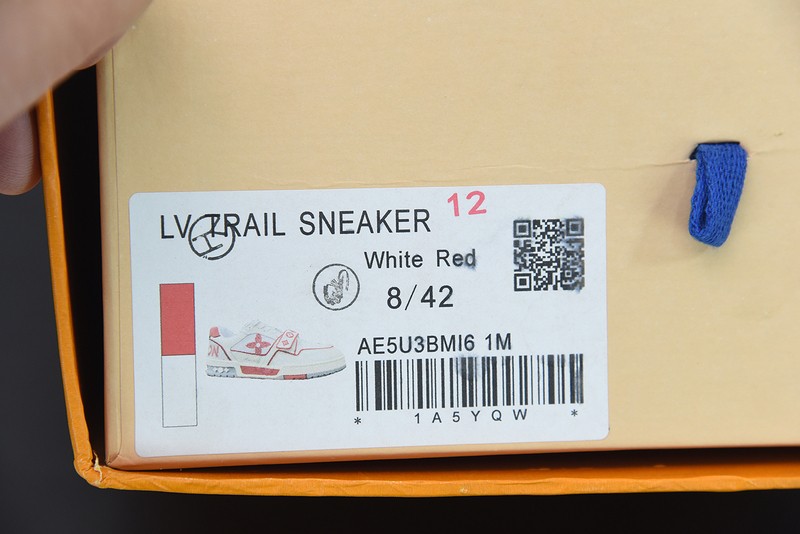 LV TRAIL SNEAKER
12
White Red
8/42
AE5U3BMI6 1M
* 1A5YQW *